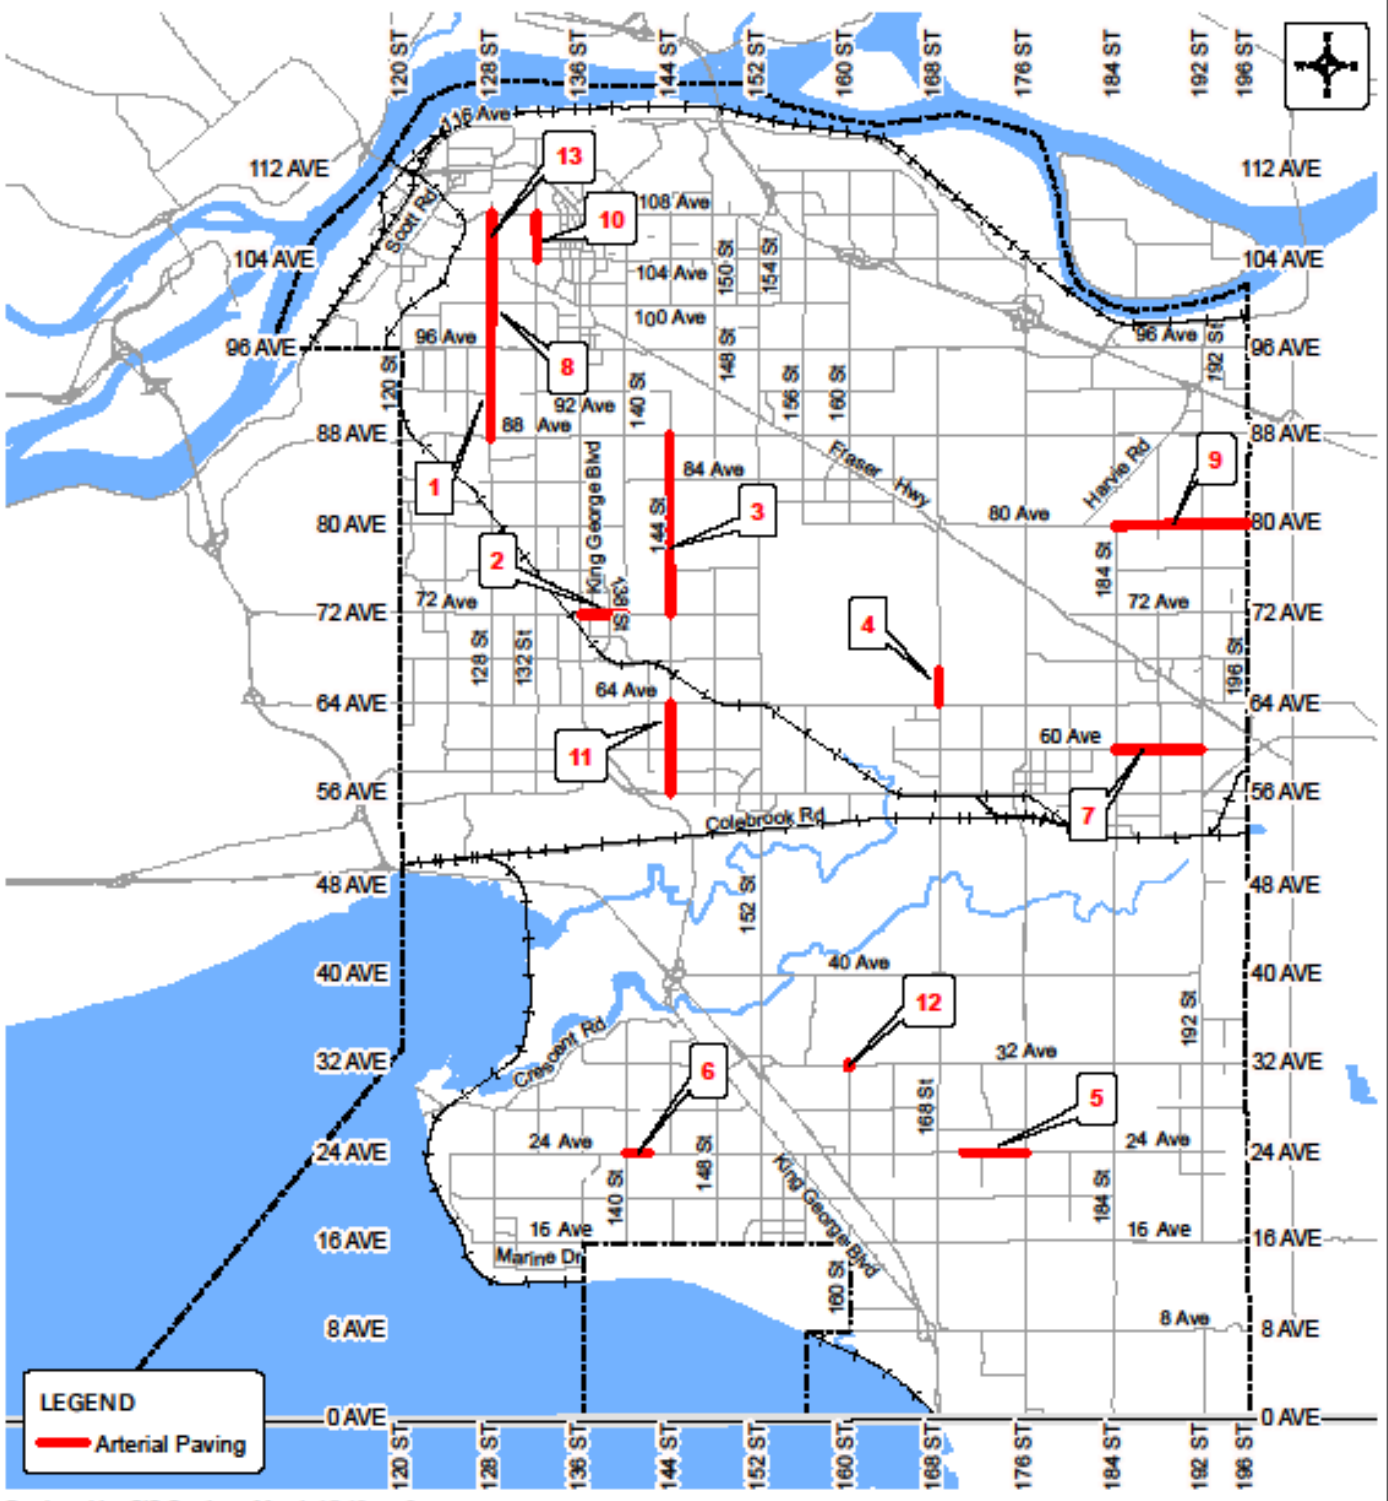 120 ST
128 ST
136 ST
144 ST
152 ST
160 ST
168 ST
176 ST
184 ST
192 ST
196 ST
116 Ave
13
112 AVE
112 AVE
Scott Rd
108 Ave
10
150 St
154 St
104 AVE
104 Ave
104 AVE
100 Ave
96 AVE
96 Ave
148 St
96 Ave
192 St
96 AVE
8
120 St
140 St
156 St
160 St
92 Ave
88 AVE
88 Ave
88 AVE
King George Blvd
84 Ave
Fraser Hwy
Harvie Rd
9
1
3
144 St
80 AVE
80 Ave
80 AVE
2
184 St
138 St
72 AVE
72 Ave
72 Ave
72 AVE
4
128 St
132 St
196 St
64 Ave
64 AVE
64 AVE
60 Ave
11
56 AVE
56 AVE
7
Colebrook Rd
48 AVE
152 St
48 AVE
40 AVE
40 Ave
40 AVE
12
192 St
Crescent Rd
32 AVE
32 Ave
32 AVE
6
168 St
5
24 Ave
24 Ave
24 AVE
24 AVE
148 St
140 St
184 St
King George Blvd
16 Ave
16 Ave
16 AVE
16 AVE
Marine Dr
160 St
8 AVE
8 Ave
8 AVE
LEGEND
Arterial Paving
0 AVE
0 AVE
120 ST
128 ST
136 ST
144 ST
152 ST
160 ST
168 ST
176 ST
184 ST
192 ST
196 ST